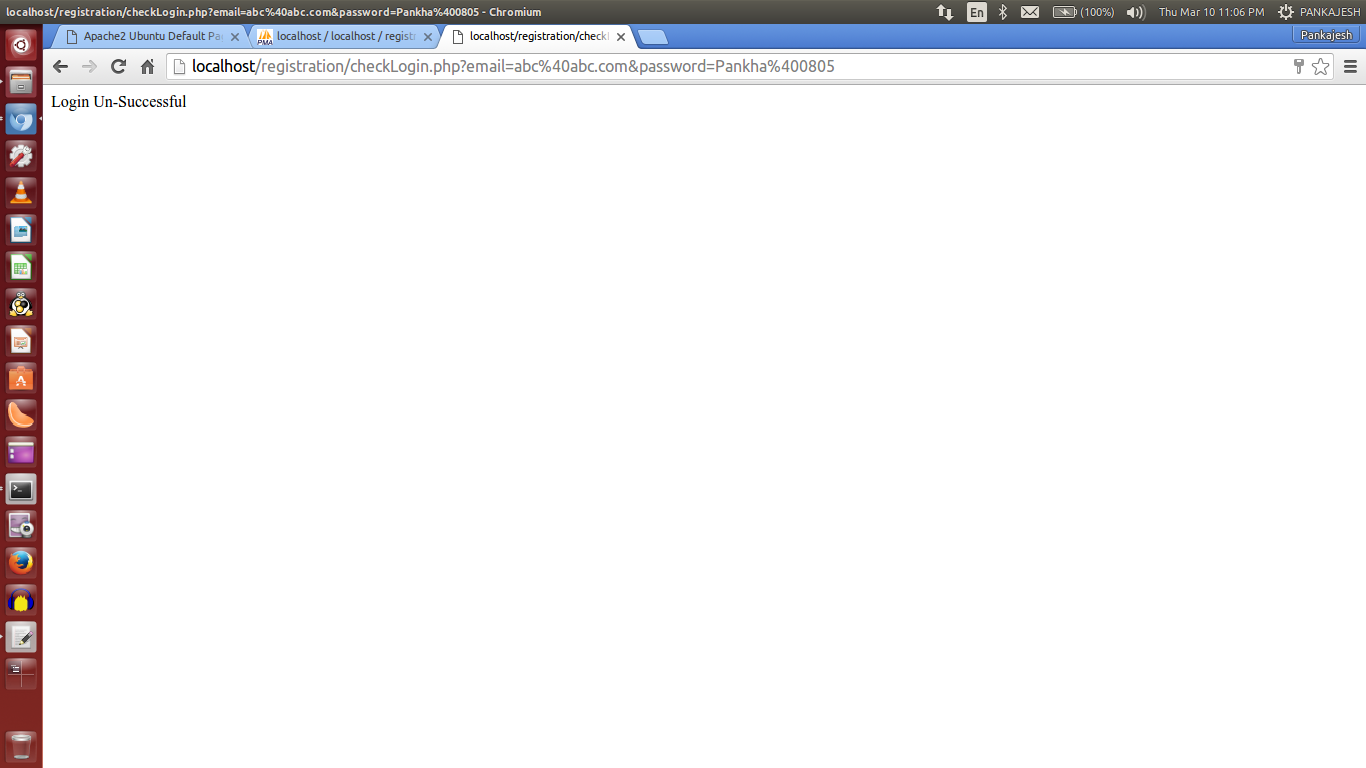 localhost/registration/checkLogin.php?email=abc%40abc.com&password=Pankha%400805 - Chromium
En
(100%)
Thu Mar 10 11:06 PM
PANKAJESH
Apache2 Ubuntu Default Pa
PMA
localhost / localhost / regist
localhost/registration/checkl
Pankajesh
localhost/registration/checkLogin.php?email=abc%40abc.com&password=Pankha%400805
Login Un-Successful